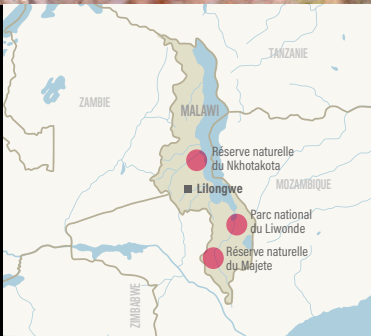 TANZANIE
ZAMBIE
MALAWI
Réserve naturelle
du Nkhotakota
MOZAMBIQUE
Lilongwe
Parc national
du Liwonde
Réserve naturelle
du Majete
ZIMBABWE